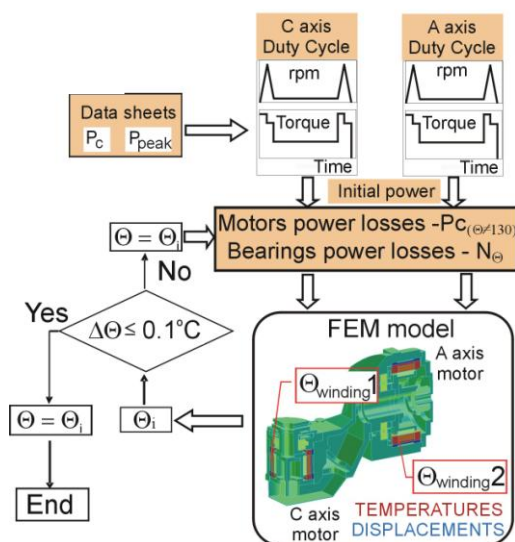 C axis
Duty Cycle
rpm
Torque
Time
A axis
Duty Cycle
rpm
Torque
Time
Data sheets
Pc Ppeak
Initial power
Motors power losses -Pc(Θ≠130)
Bearings power losses - NΘ
Θ = Θi
No
Yes
ΔΘ ≤ 0.1°C
Θi
Θ = Θi
End
FEM model
A axis
motor
Θwinding1
Θwinding2
C axis
motor
TEMPERATURES
DISPLACEMENTS